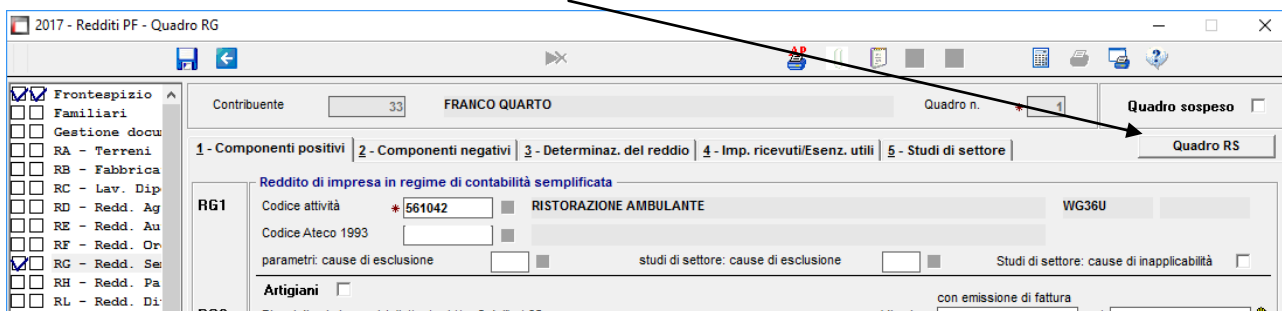 2017 - Redditi PF - Quadro RG
AP
Frontespizio
Familiari
Gestione docu
RA - Terreni
RB - Fabbrica
RC - Lav. Dip
RD - Redd. Ag
RE - Redd. Au
RF - Redd. Or
RG - Redd. Se
RH - Redd. Pa
RL - Redd. Di
Contribuente 33 FRANCO QUARTO Quadro n. * 1 Quadro sospeso
1 - Componenti positivi 2 - Componenti negativi 3 - Determinaz. del reddio 4 - Imp. ricevuti/Esenz. utili 5 - Studi di settore Quadro RS
Reddito di impresa in regime di contabilità semplificata
RG1 Codice attività * 561042 RISTORAZIONE AMBULANTE WG36U
Codice Ateco 1993
parametri: cause di esclusione studi di settore: cause di esclusione Studi di settore: cause di inapplicabilità
Artigiani
con emissione di fattura